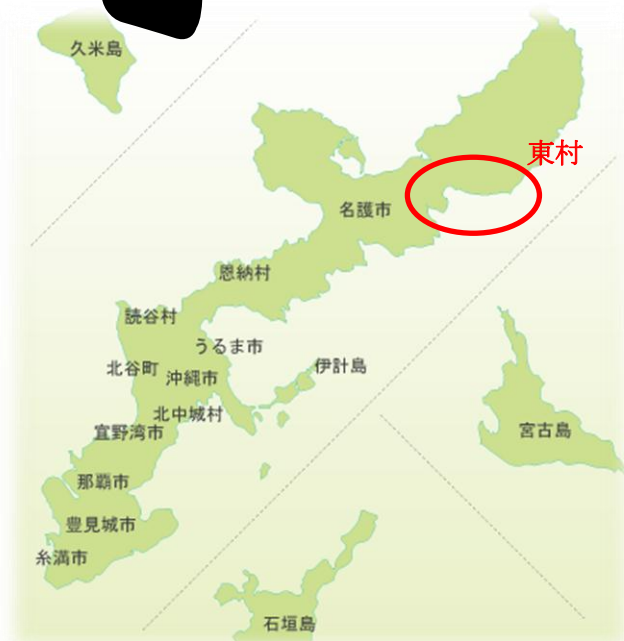 久米島
東村
名護市
恩納村
読谷村
うるま市
北谷町
沖縄市
伊計島
北中城村
宜野湾市
宮古島
那覇市
豊見城市
糸満市
石垣島